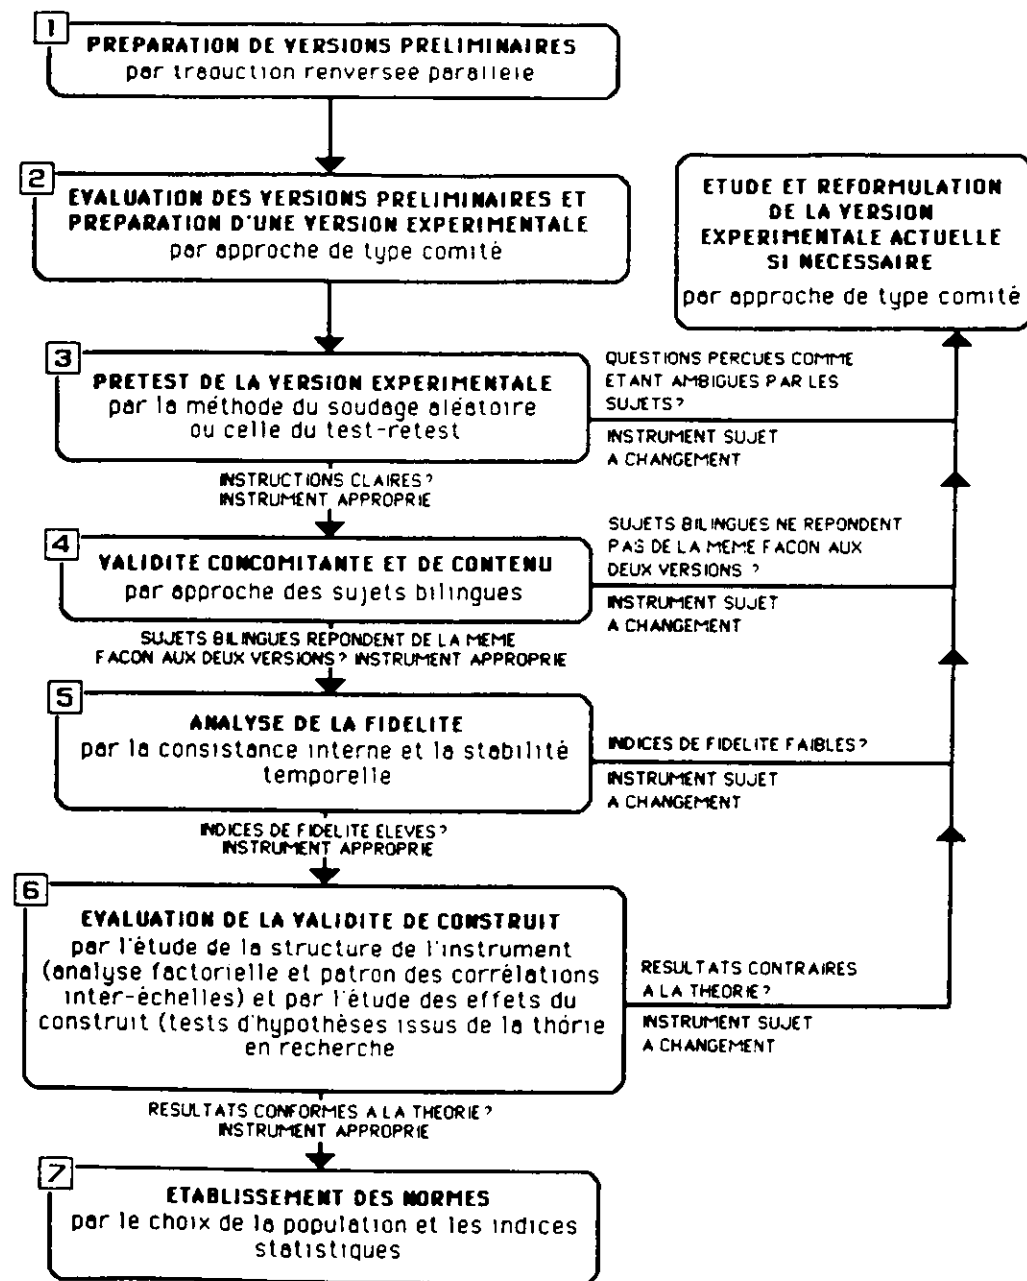 1
PREPARATION DE VERSIONS PRELIMINAIRES
par traduction renversee parallele
2
EVALUATION DES VERSIONS PRELIMINAIRES ET
PREPARATION D'UNE VERSION EXPERIMENTALE
par approche de type comité
ETUDE ET REFORMULATION
DE LA VERSION
EXPERIMENTALE ACTUELLE
SI NECESSAIRE
par approche de type comité
3
PRETEST DE LA VERSION EXPERIMENTALE
par la méthode du soudage aléatoire
ou celle du test-retest
QUESTIONS PERCUES COMME
ETANT AMBIGUES PAR LES
SUJETS?
INSTRUMENT SUJET
A CHANGEMENT
INSTRUCTIONS CLAIRES?
INSTRUMENT APPROPRIE
4
VALIDITE CONCOMITANTE ET DE CONTENU
par approche des sujets bilingues
SUJETS BILINGUES NE REPONDENT
PAS DE LA MEME FACON AUX
DEUX VERSIONS ?
INSTRUMENT SUJET
A CHANGEMENT
SUJETS BILINGUES REPONDENT DE LA MEME
FACON AUX DEUX VERSIONS? INSTRUMENT APPROPRIE
5
ANALYSE DE LA FIDELITE
par la consistance interne et la stabilité
temporelle
INDICES DE FIDELITE FAIBLES?
INSTRUMENT SUJET
A CHANGEMENT
INDICES DE FIDELITE ELEVES?
INSTRUMENT APPROPRIE
6
EVALUATION DE LA VALIDITE DE CONSTRUIT
par l'étude de la structure de l'instrument
(analyse factorielle et patron des corrélations
inter-échelles) et par l'étude des effets du
construit (tests d'hypothèses issus de la thórie
en recherche
RESULTATS CONTRAIRES
A LA THEORIE?
INSTRUMENT SUJET
A CHANGEMENT
RESULTATS CONFORMES A LA THEORIE?
INSTRUMENT APPROPRIE
7
ETABLISSEMENT DES NORMES
par le choix de la population et les indices
statistiques